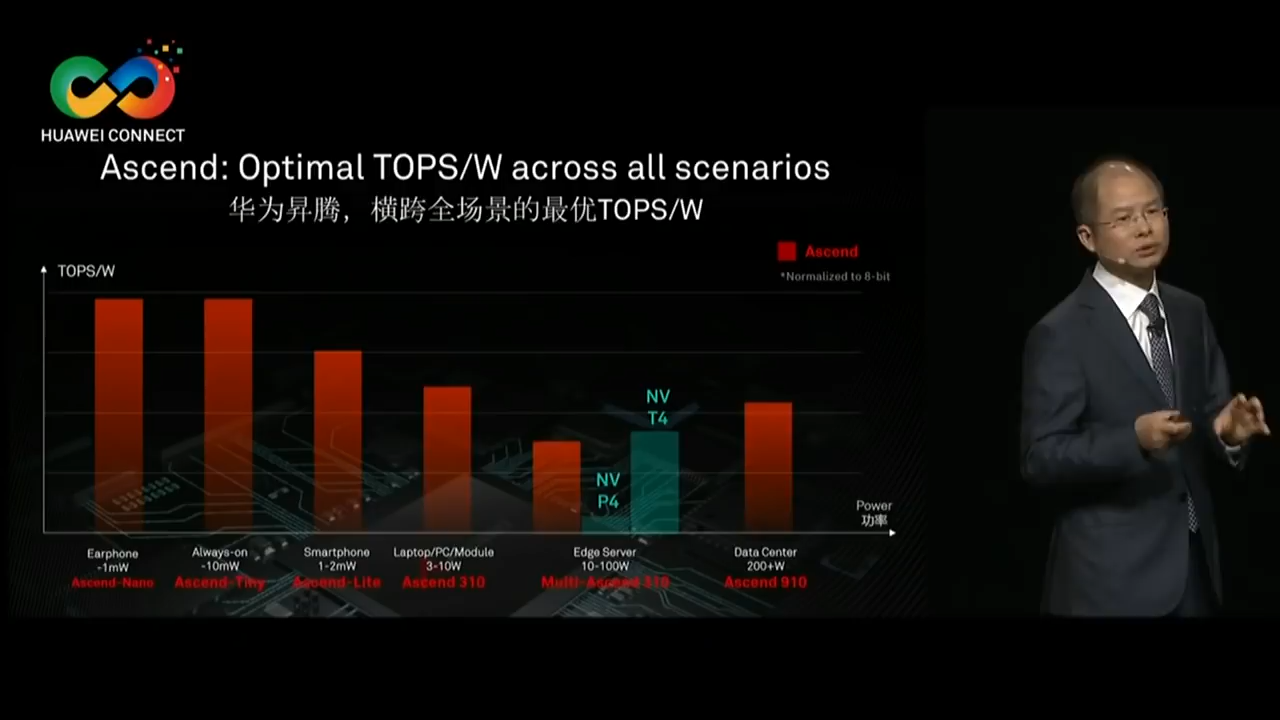 HUAWEI CONNECT
Ascend: Optimal TOPS/W across all scenarios
华为昇腾，横跨全场景的最优TOPS/W
Ascend
*Normalized to 8-bit
TOPS/W
NV
T4
NV
P4
Power
功率
Earphone
~1mW
Ascend-Nano
Always-on
~10mW
Ascend-Tiny
Smartphone
1-2mW
Ascend-Lite
Laptop/PC/Module
3-10W
Ascend 310
Edge Server
10-100W
Multi-Ascend 310
Data Center
200+W
Ascend 910